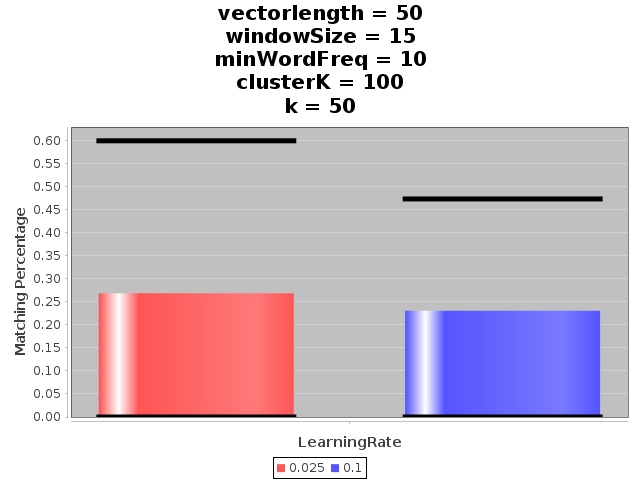 vectorlength = 50
windowSize = 15
minWordFreq = 10
clusterK = 100
k = 50
Matching Percentage
0.60
0.55
0.50
0.45
0.40
0.35
0.30
0.25
0.20
0.15
0.10
0.05
0.00
LearningRate
0.025 0.1